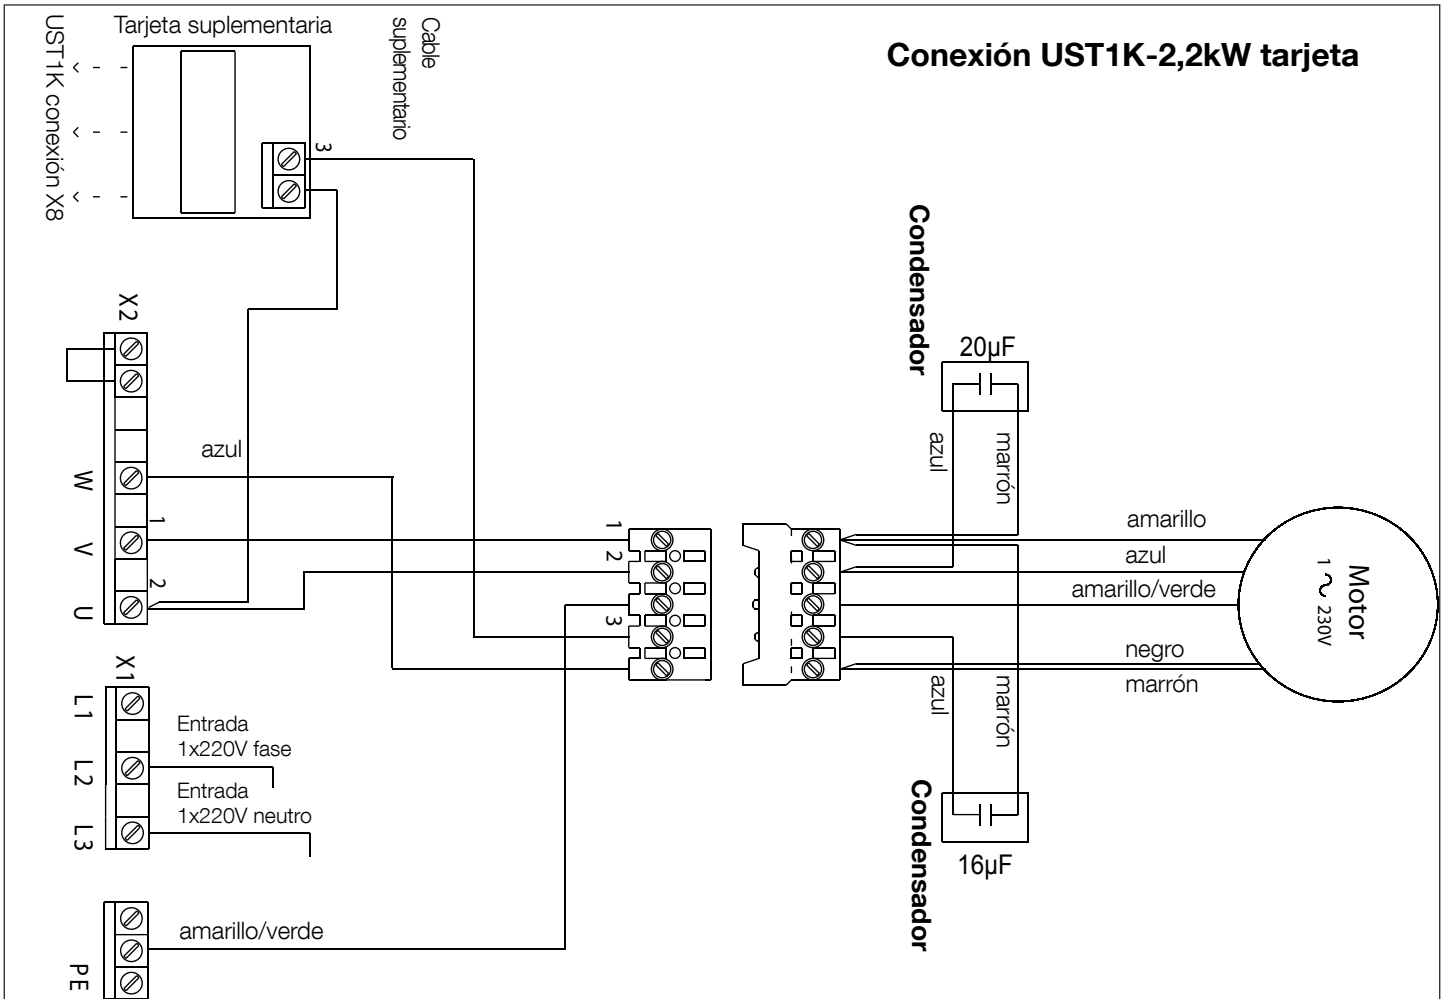 Conexión UST1K-2,2kW tarjeta
Tarjeta suplementaria
Cable
suplementario
UST1K conexión X8
3
X2
azul
W
1
V
2
U
X1
L1
L2
L3
Entrada
1x220V fase
Entrada
1x220V neutro
amarillo/verde
PE
1
2
3
Condensador
20µF
azul
marrón
amarillo
azul
amarillo/verde
negro
marrón
Motor
1 ~ 230V
azul
marrón
Condensador
16µF